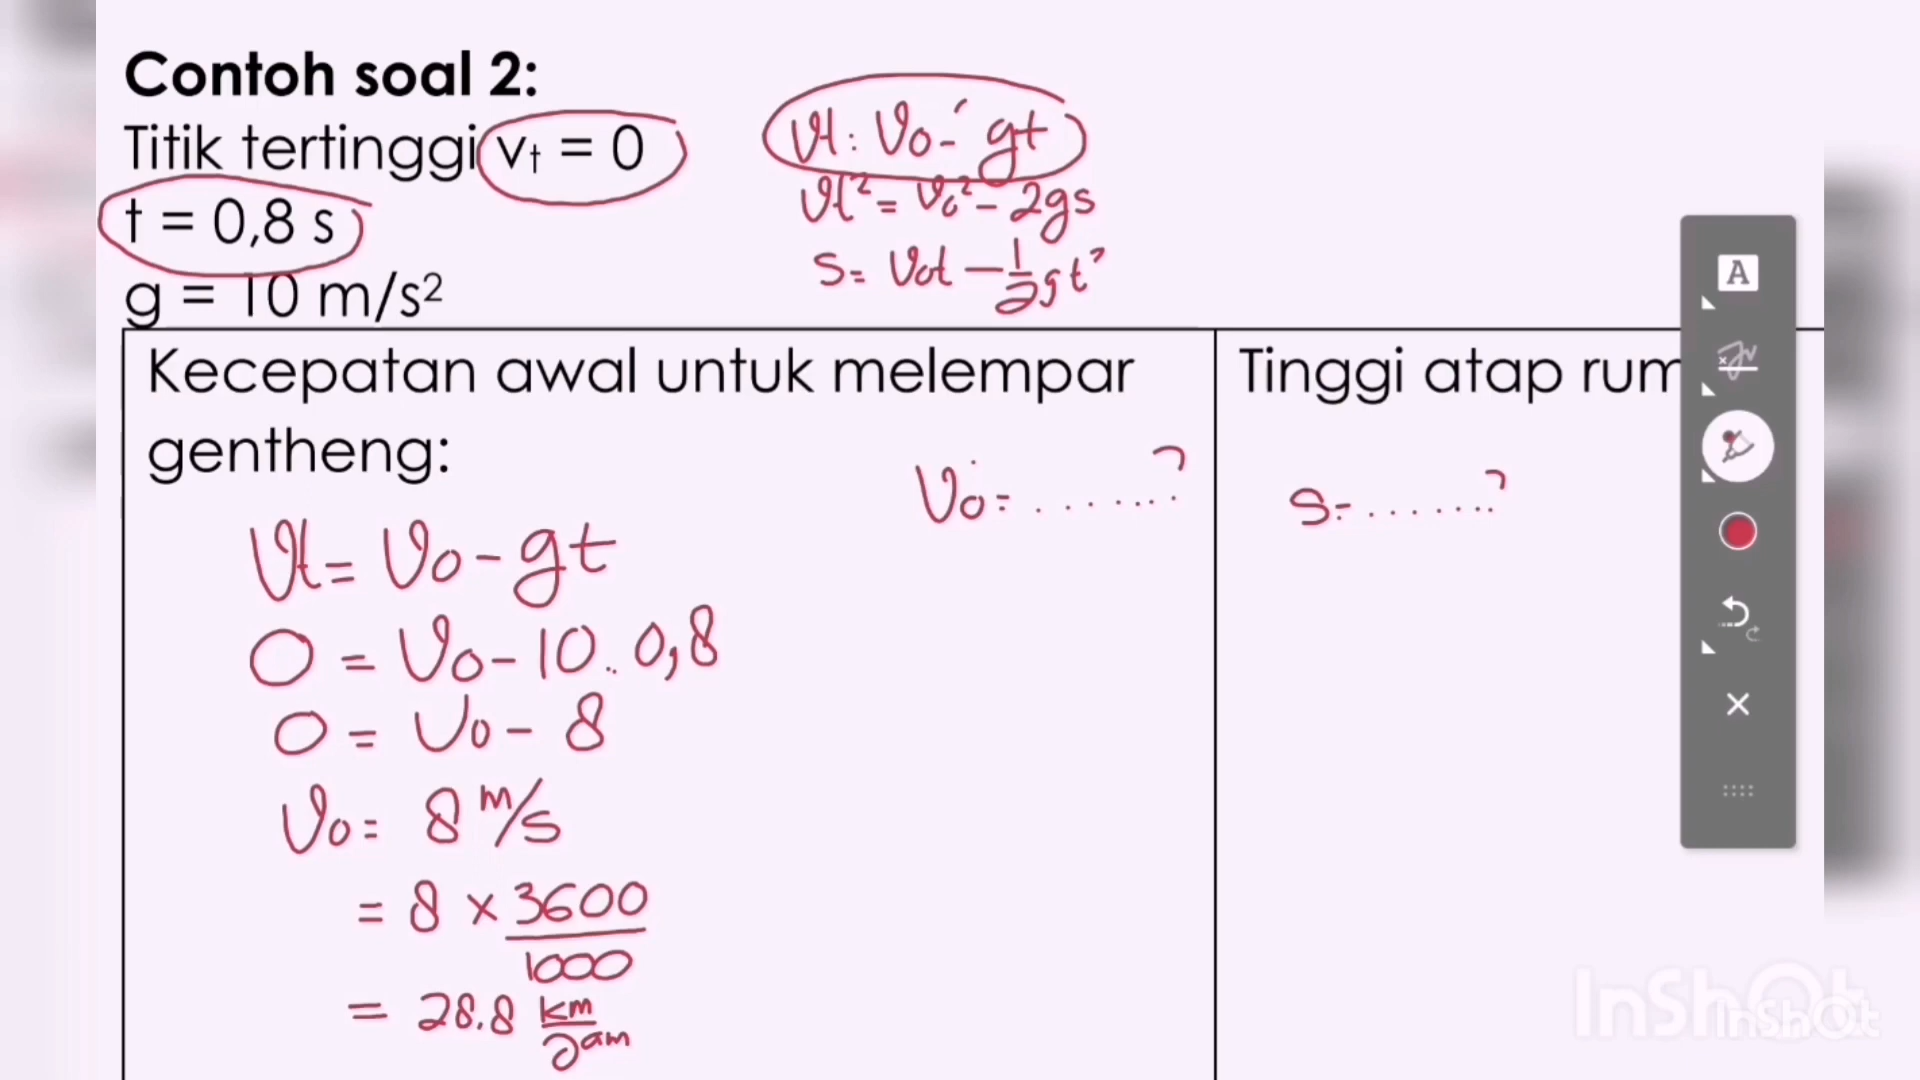 Contoh soal 2:
Titik tertinggi vₜ = 0
t = 0,8 s
g = 10 m/s²
Vt : Vo - gt
Vt² = Vo² - 2gs
S = Vot - 1/2 gt²
Kecepatan awal untuk melempar
gentheng:
Vo = ........?
Vt = Vo - gt
0 = Vo - 10 . 0,8
0 = Vo - 8
Vo = 8 m/s
= 8 × 3600/1000
= 28.8 km/Jam
Tinggi atap rum
S = ........?
A
InShOt
InShOt